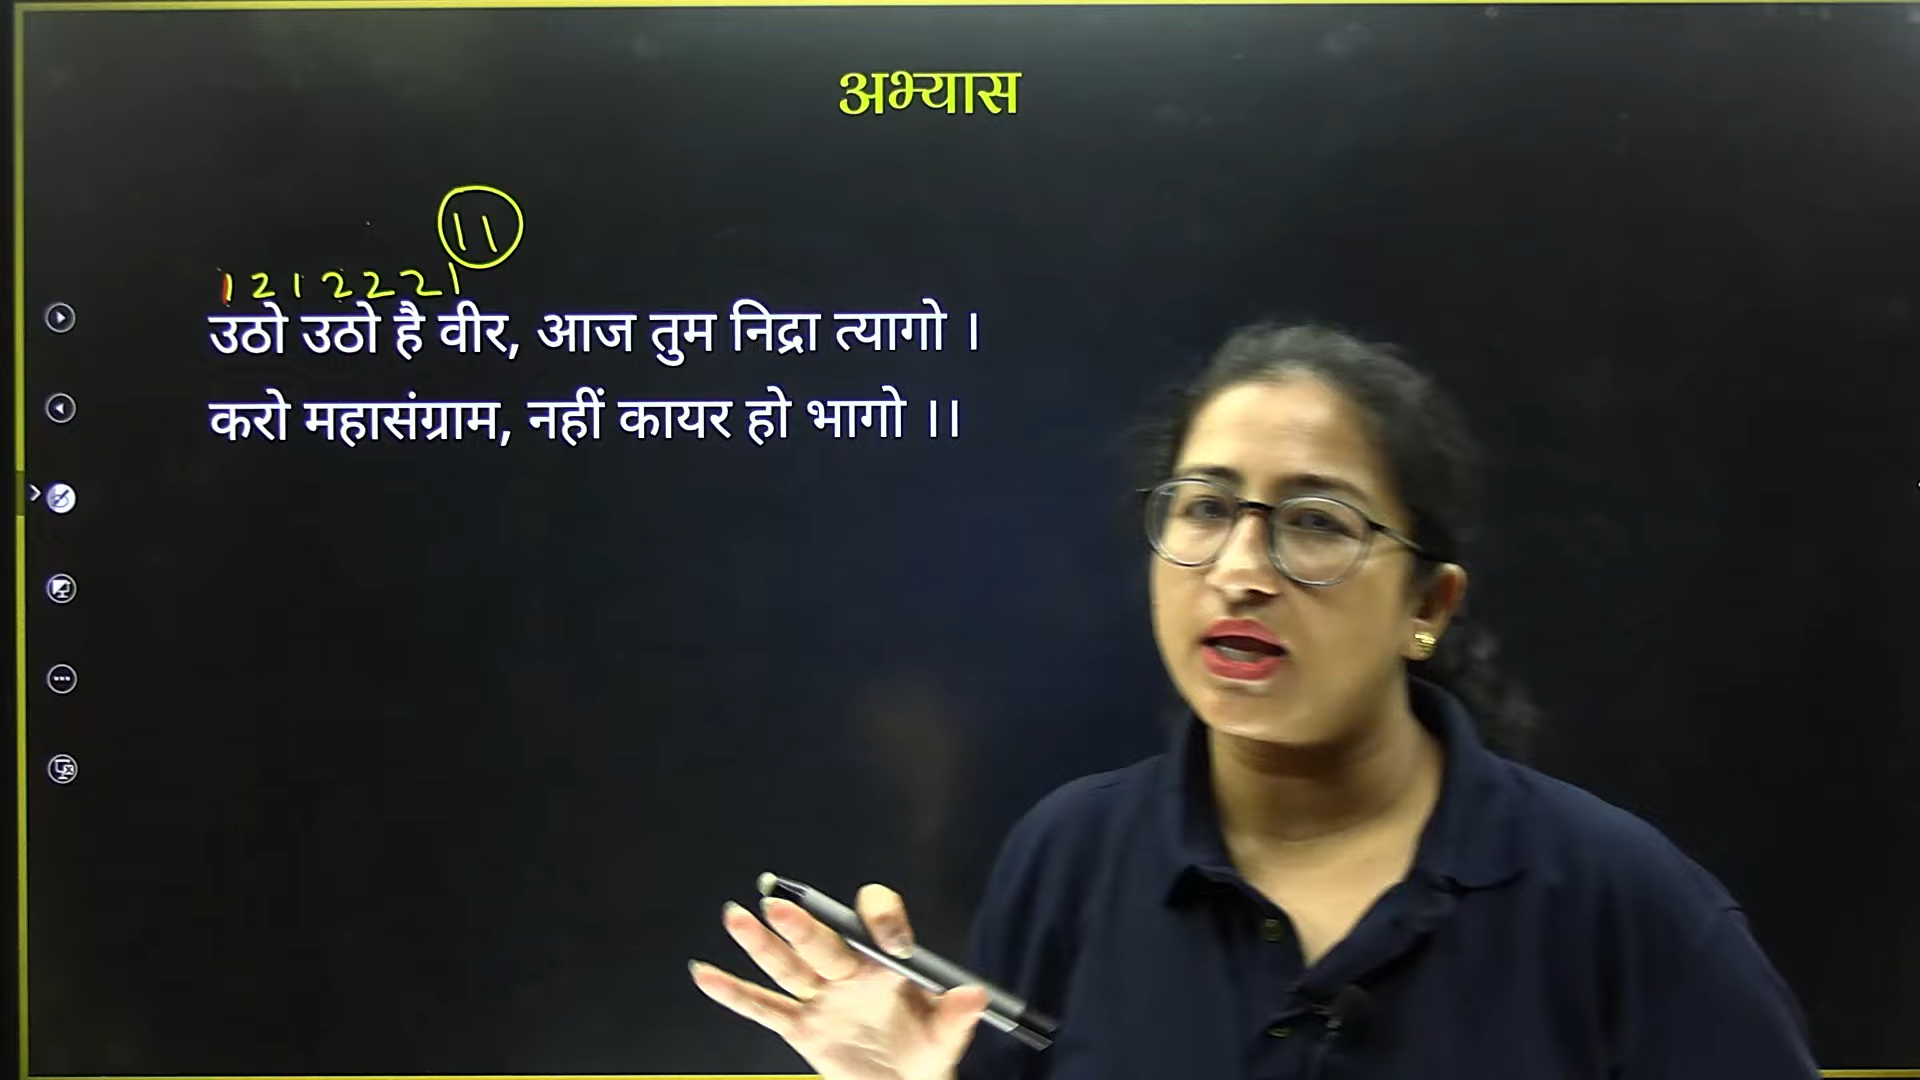 अभ्यास
11
1 2 1 2 2 2 1
उठो उठो है वीर, आज तुम निद्रा त्यागो ।
करो महासंग्राम, नहीं कायर हो भागो ।।